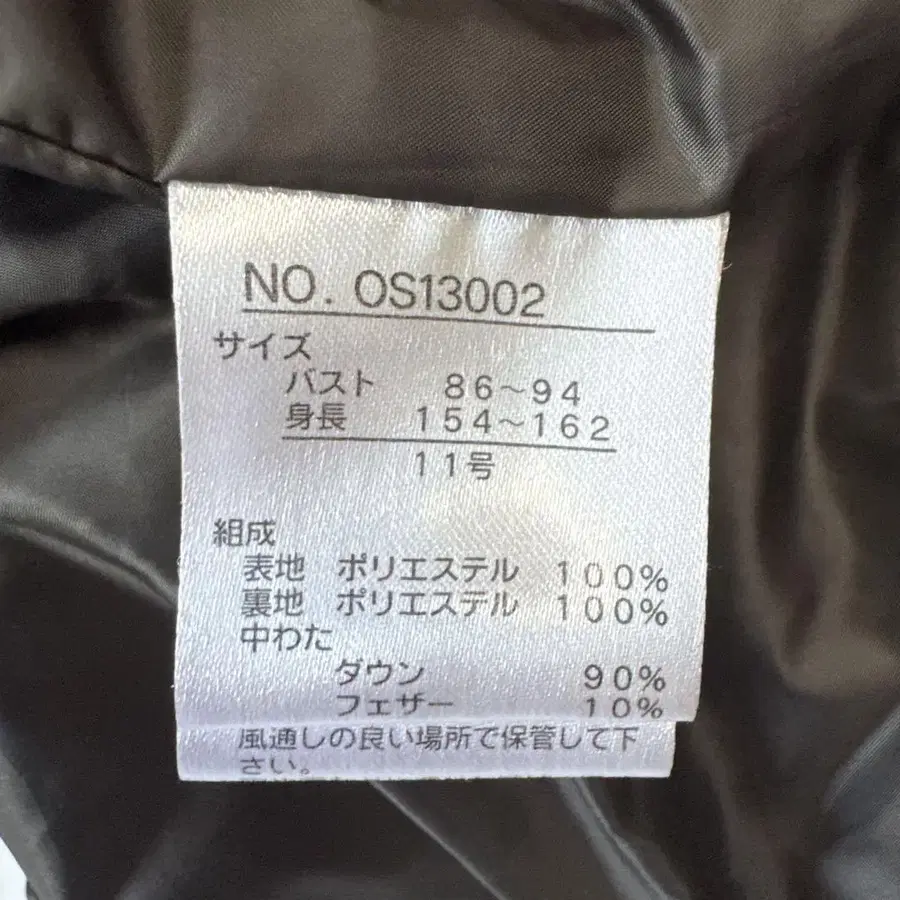 NO. OS13002
サイズ
バスト 86～94
身長 154～162
11号
組成
表地 ポリエステル 100%
裏地 ポリエステル 100%
中わた
ダウン 90%
フェザー 10%
風通しの良い場所で保管して下
さい。